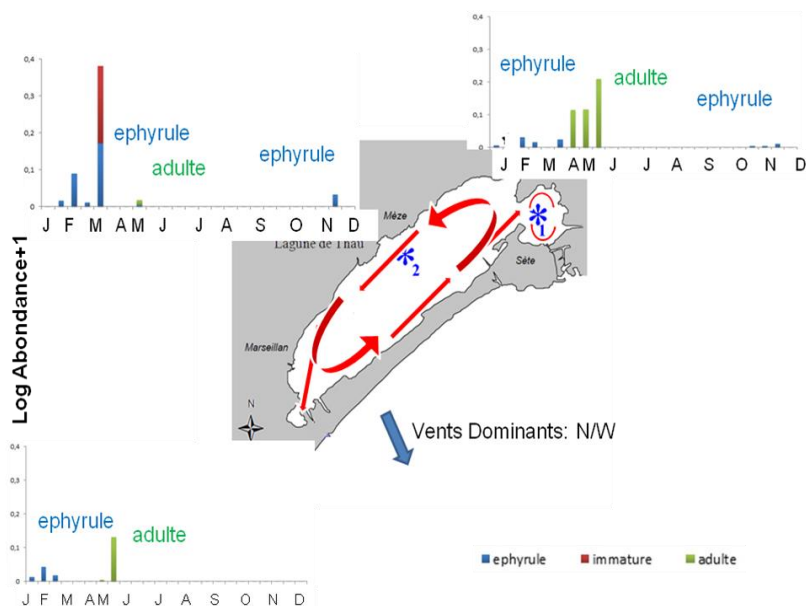 0,4
0,3
0,2
0,1
0
ephyrule
adulte
ephyrule
J F M A M J J A S O N D
0,4
0,3
0,2
0,1
0
ephyrule
adulte
ephyrule
J F M A M J J A S O N D
Log Abondance+1
Mèze
Lagune de Thau
*1
*2
Sète
Marseillan
N
Vents Dominants: N/W
0,4
0,3
0,2
0,1
0
ephyrule
adulte
J F M A M J J A S O N D
ephyrule immature adulte